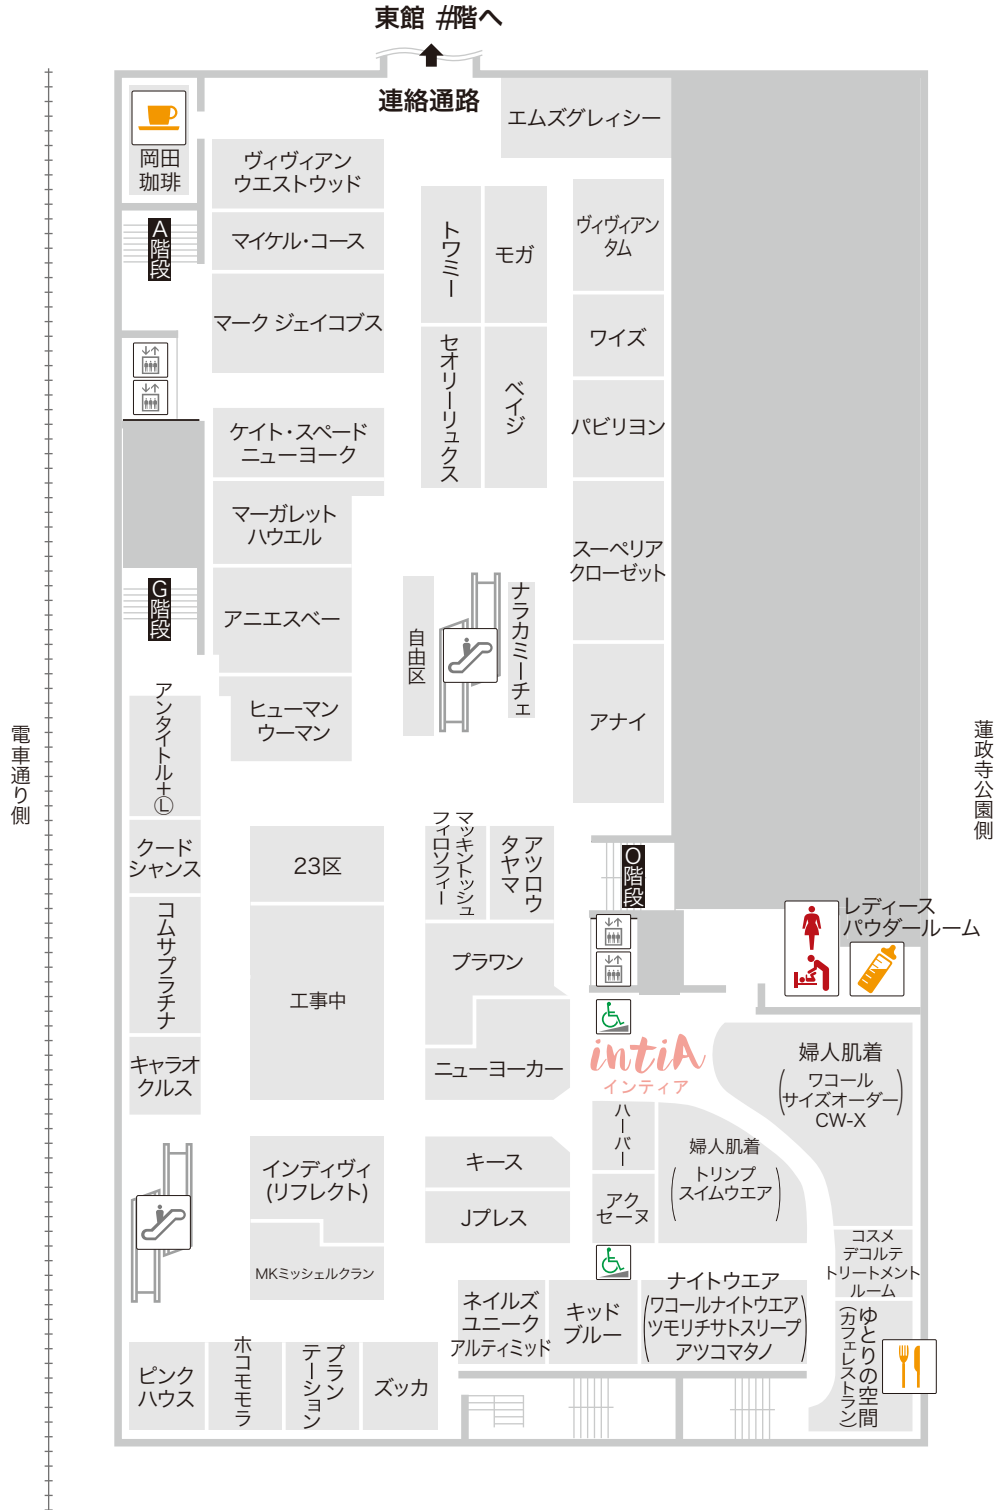 東館 #階へ
連絡通路
エムズグレィシー
岡田
珈琲
ヴィヴィアン
ウエストウッド
A階段
マイケル・コース
マーク ジェイコブス
トワミー
モガ
ヴィヴィアン
タム
ワイズ
セオリーリュクス
ベイジ
パビリヨン
ケイト・スペード
ニューヨーク
マーガレット
ハウエル
スーペリア
クローゼット
G階段
アニエスベー
自由区
ナラカミーチェ
ヒューマン
ウーマン
アナイ
アンタイトル+Ⓛ
電車通り側
蓮政寺公園側
クード
シャンス
23区
マッキントッシュ
フィロソフィー
アツロウ
タヤマ
O階段
レディース
パウダールーム
コムサプラチナ
工事中
プラワン
ニューヨーカー
intiA
インティア
婦人肌着
(ワコール
サイズオーダー
CW-X)
キャラオ
クルス
ハーバー
婦人肌着
(トリンプ
スイムウエア)
インディヴィ
(リフレクト)
キース
アク
セーヌ
Jプレス
MKミッシェルクラン
コスメ
デコルテ
トリートメント
ルーム
ネイルズ
ユニーク
アルティミッド
キッド
ブルー
ナイトウエア
(ワコールナイトウエア
ツモリチサトスリープ
アツコマタノ)
ゆとりの空間
(カフェレストラン)
ピンク
ハウス
ホコモモラ
プラン
テーション
ズッカ